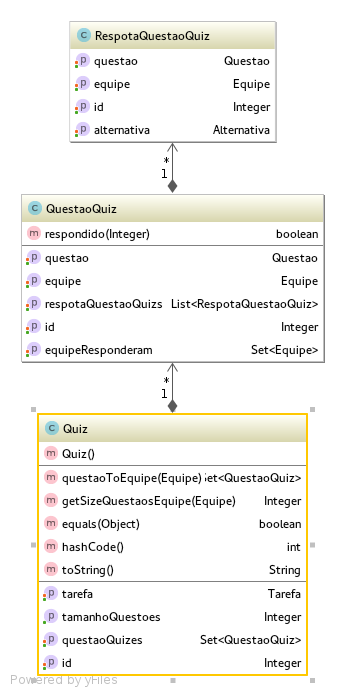 C RespotaQuestaoQuiz
p questao Questao
p equipe Equipe
p id Integer
p alternativa Alternativa
*
1
C QuestaoQuiz
m respondido(Integer) boolean
p questao Questao
p equipe Equipe
p respotaQuestaoQuizs List<RespotaQuestaoQuiz>
p id Integer
p equipeResponderam Set<Equipe>
*
1
C Quiz
m Quiz()
m questaoToEquipe(Equipe) et<QuestaoQuiz>
m getSizeQuestaosEquipe(Equipe) Integer
m equals(Object) boolean
m hashCode() int
m toString() String
p tarefa Tarefa
p tamanhoQuestoes Integer
p questaoQuizes Set<QuestaoQuiz>
p id Integer
Powered by yFiles